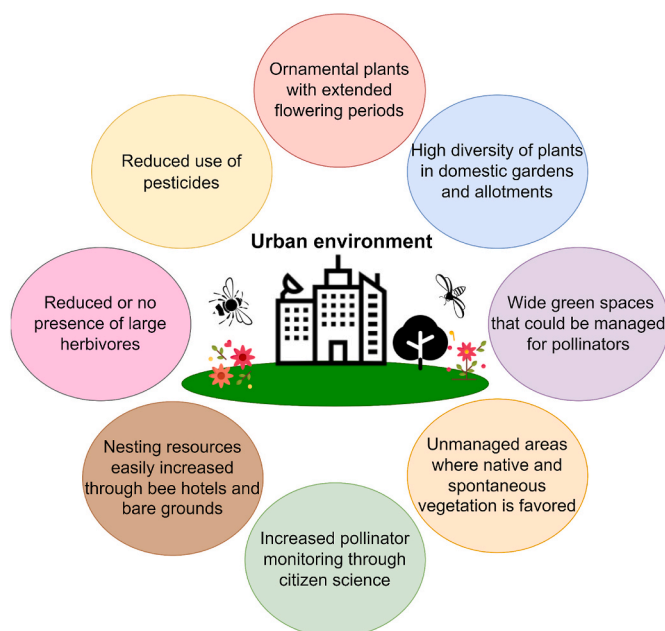 Ornamental plants
with extended
flowering periods
High diversity of plants
in domestic gardens
and allotments
Wide green spaces
that could be managed
for pollinators
Unmanaged areas
where native and
spontaneous
vegetation is favored
Increased pollinator
monitoring through
citizen science
Nesting resources
easily increased
through bee hotels and
bare grounds
Reduced or no
presence of large
herbivores
Reduced use of
pesticides
Urban environment